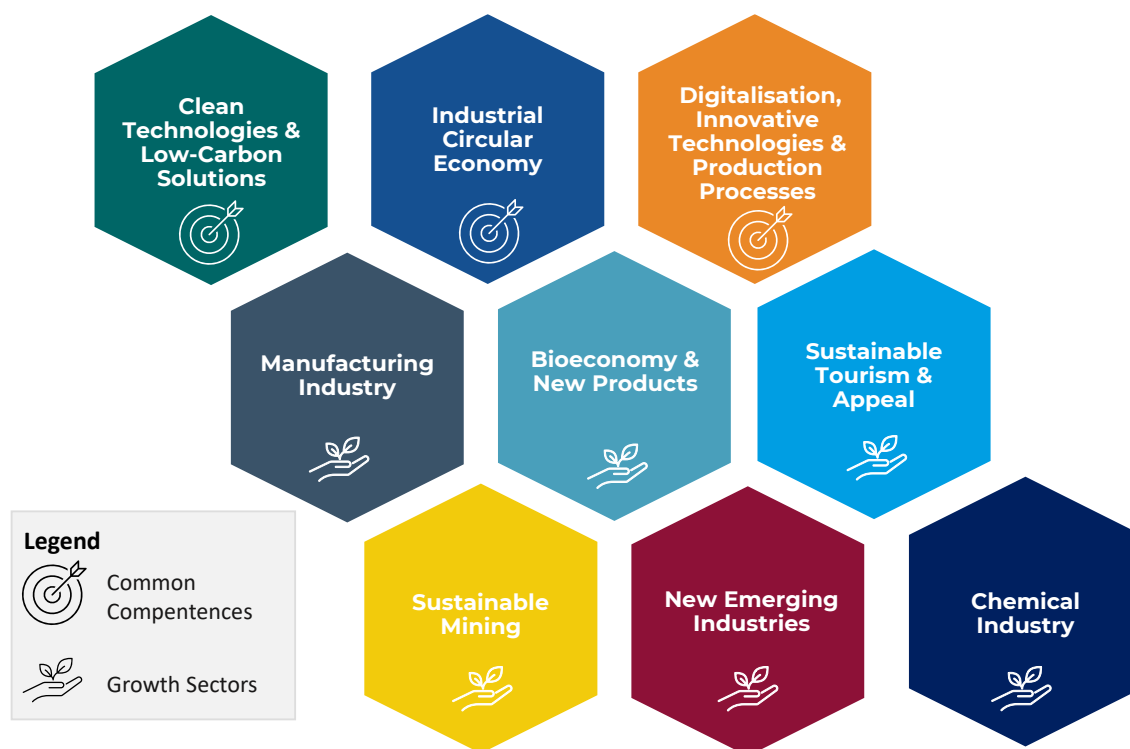 Clean
Technologies &
Low-Carbon
Solutions
Industrial
Circular
Economy
Digitalisation,
Innovative
Technologies &
Production
Processes
Manufacturing
Industry
Bioeconomy &
New Products
Sustainable
Tourism &
Appeal
Sustainable
Mining
New Emerging
Industries
Chemical
Industry
Legend
Common
Compentences
Growth Sectors